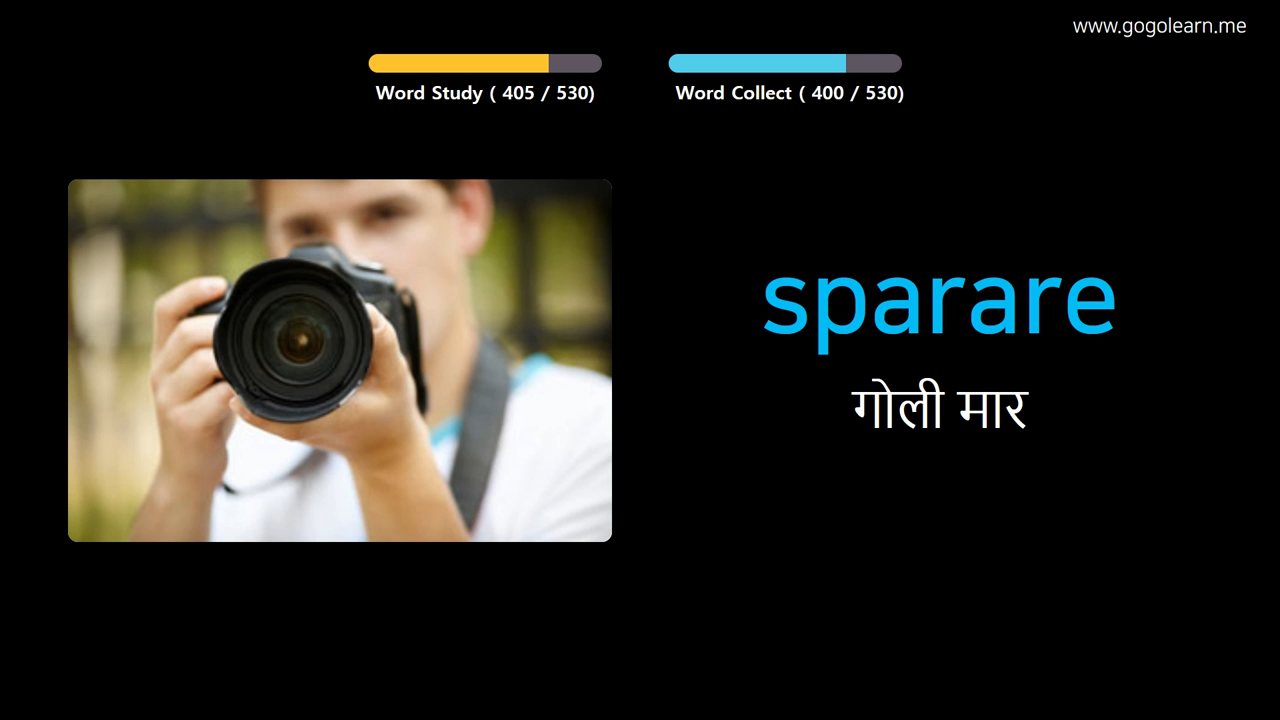 www.gogolearn.me
Word Study ( 405 / 530)
Word Collect ( 400 / 530)
sparare
गोली मार